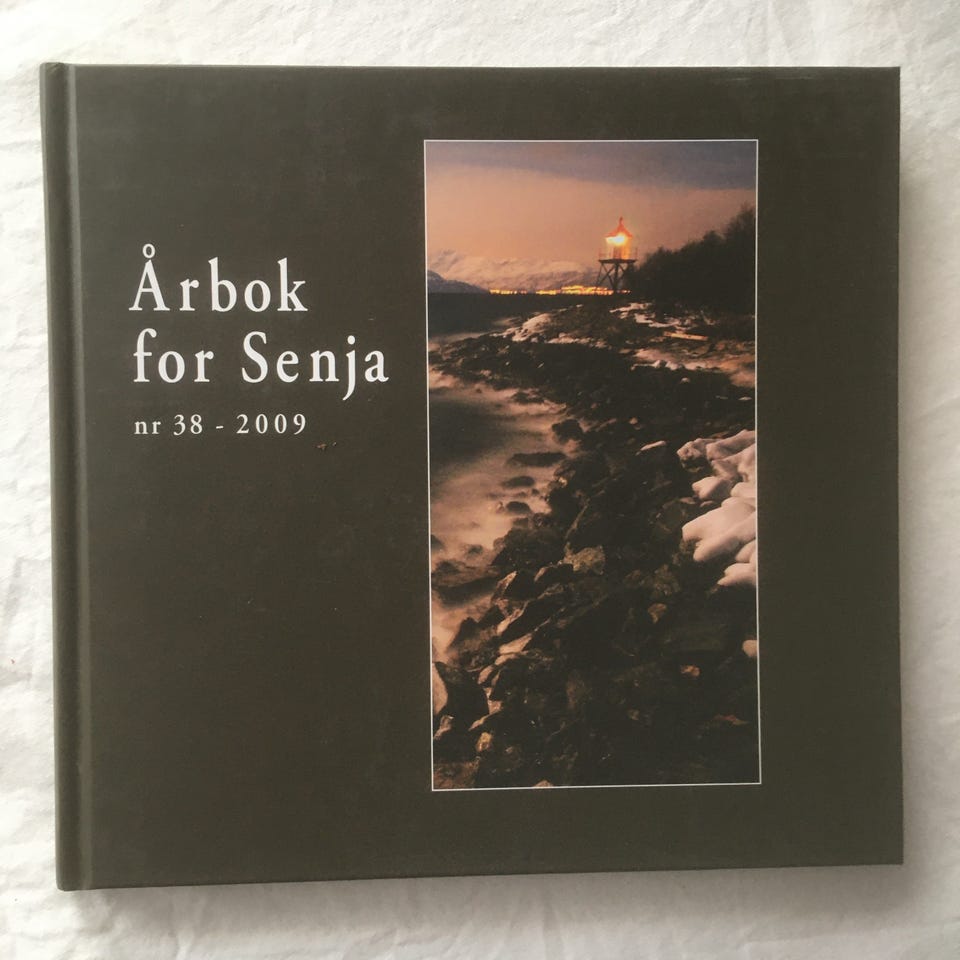 Årbok
for Senja
nr 38 - 2009